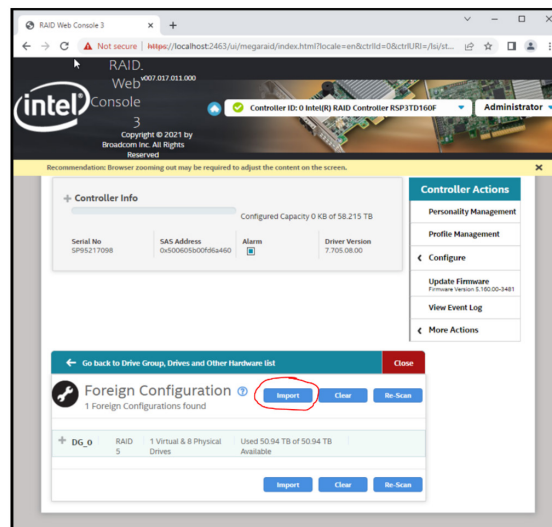 RAID Web Console 3
Not secure | https://localhost:2463/ui/megaraid/index.html?locale=en&ctrlId=0&ctrlURI=/lsi/st...
RAID
Web v007.017.011.000
intel Console
3
Copyright © 2021 by
Broadcom Inc. All Rights
Reserved
Controller ID: 0 Intel(R) RAID Controller RSP3TD160F
Administrator
Recommendation: Browser zooming out may be required to adjust the content on the screen.
Controller Info
Configured Capacity 0 KB of 58.215 TB
Serial No
SP95217098
SAS Address
0x500605b00fd6a460
Alarm
Driver Version
7.705.08.00
Controller Actions
Personality Management
Profile Management
Configure
Update Firmware
Firmware Version 5.160.00-3481
View Event Log
More Actions
Go back to Drive Group, Drives and Other Hardware list
Close
Foreign Configuration
1 Foreign Configurations found
Import
Clear
Re-Scan
DG_0
RAID
5
1 Virtual & 8 Physical
Drives
Used 50.94 TB of 50.94 TB
Available
Import
Clear
Re-Scan